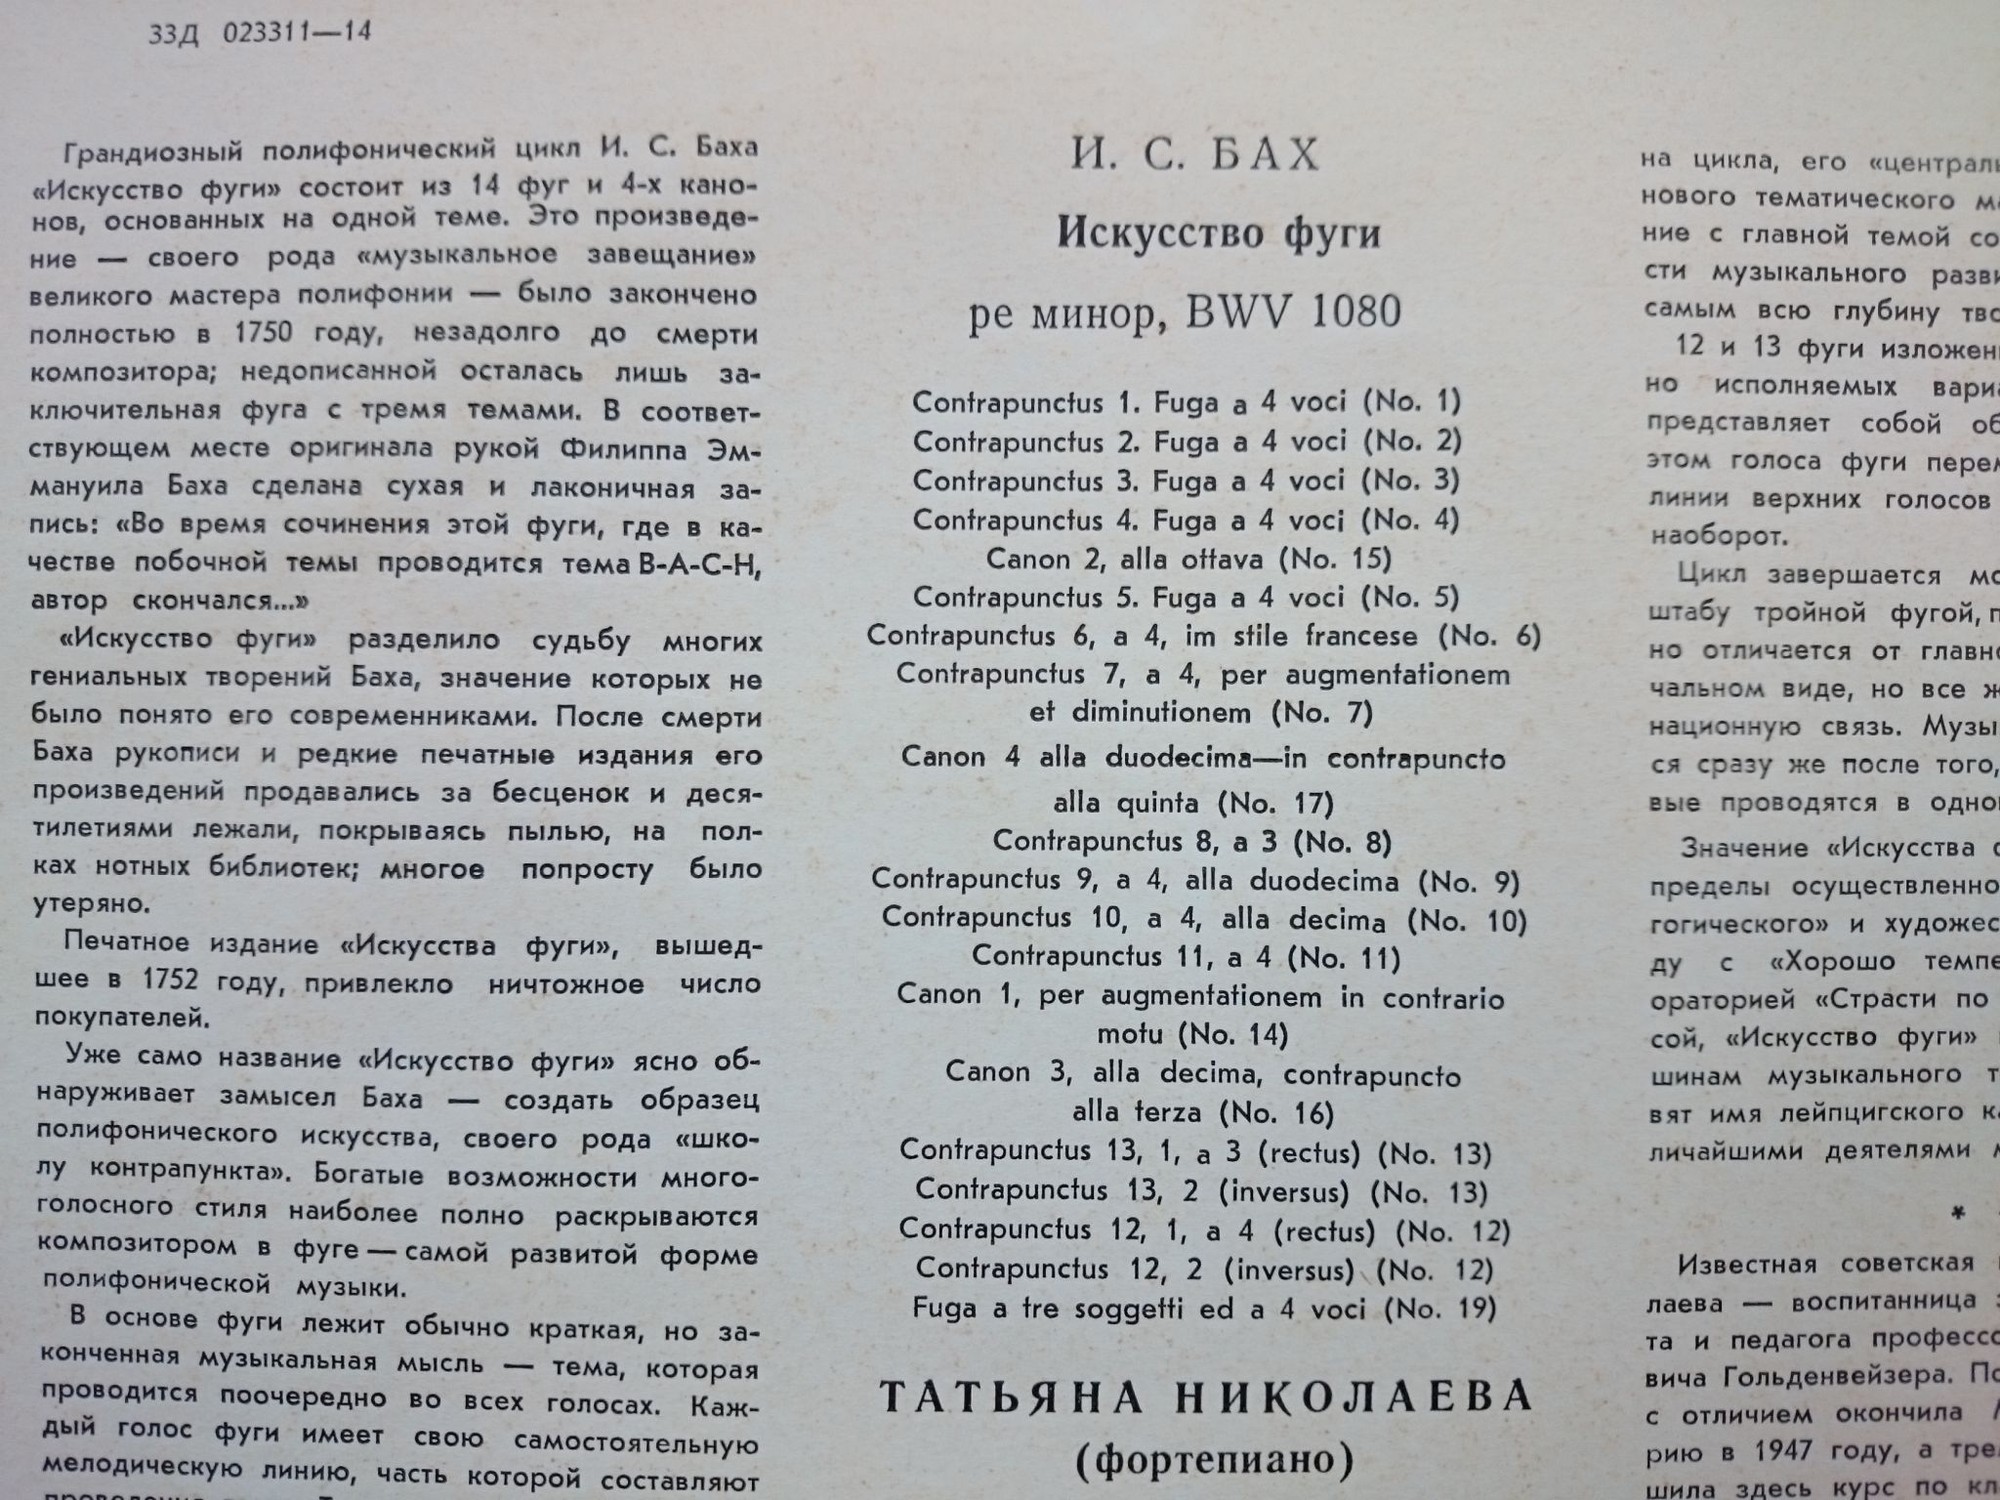 33Д 023311—14
Грандиозный полифонический цикл И. С. Баха
«Искусство фуги» состоит из 14 фуг и 4-х кано-
нов, основанных на одной теме. Это произведе-
ние — своего рода «музыкальное завещание»
великого мастера полифонии — было закончено
полностью в 1750 году, незадолго до смерти
композитора; недописанной осталась лишь за-
ключительная фуга с тремя темами. В соответ-
ствующем месте оригинала рукой Филиппа Эм-
мануила Баха сделана сухая и лаконичная за-
пись: «Во время сочинения этой фуги, где в ка-
честве побочной темы проводится тема B-A-C-H,
автор скончался...»
«Искусство фуги» разделило судьбу многих
гениальных творений Баха, значение которых не
было понято его современниками. После смерти
Баха рукописи и редкие печатные издания его
произведений продавались за бесценок и деся-
тилетиями лежали, покрываясь пылью, на пол-
ках нотных библиотек; многое попросту было
утеряно.
Печатное издание «Искусства фуги», вышед-
шее в 1752 году, привлекло ничтожное число
покупателей.
Уже само название «Искусство фуги» ясно об-
наруживает замысел Баха — создать образец
полифонического искусства, своего рода «шко-
лу контрапункта». Богатые возможности много-
голосного стиля наиболее полно раскрываются
композитором в фуге — самой развитой форме
полифонической музыки.
В основе фуги лежит обычно краткая, но за-
конченная музыкальная мысль — тема, которая
проводится поочередно во всех голосах. Каж-
дый голос фуги имеет свою самостоятельную
мелодическую линию, часть которой составляют
И. С. БАХ
Искусство фуги
ре минор, BWV 1080
Contrapunctus 1. Fuga a 4 voci (No. 1)
Contrapunctus 2. Fuga a 4 voci (No. 2)
Contrapunctus 3. Fuga a 4 voci (No. 3)
Contrapunctus 4. Fuga a 4 voci (No. 4)
Canon 2, alla ottava (No. 15)
Contrapunctus 5. Fuga a 4 voci (No. 5)
Contrapunctus 6, a 4, im stile francese (No. 6)
Contrapunctus 7, a 4, per augmentationem
et diminutionem (No. 7)
Canon 4 alla duodecima—in contrapuncto
alla quinta (No. 17)
Contrapunctus 8, a 3 (No. 8)
Contrapunctus 9, a 4, alla duodecima (No. 9)
Contrapunctus 10, a 4, alla decima (No. 10)
Contrapunctus 11, a 4 (No. 11)
Canon 1, per augmentationem in contrario
motu (No. 14)
Canon 3, alla decima, contrapuncto
alla terza (No. 16)
Contrapunctus 13, 1, a 3 (rectus) (No. 13)
Contrapunctus 13, 2 (inversus) (No. 13)
Contrapunctus 12, 1, a 4 (rectus) (No. 12)
Contrapunctus 12, 2 (inversus) (No. 12)
Fuga a tre soggetti ed a 4 voci (No. 19)
ТАТЬЯНА НИКОЛАЕВА
(фортепиано)
на цикла, его «централь
нового тематического м
ние с главной темой со
сти музыкального разви
самым всю глубину тво
12 и 13 фуги изложен
но исполняемых вариа
представляет собой об
этом голоса фуги перем
линии верхних голосов
наоборот.
Цикл завершается мо
штабу тройной фугой, п
но отличается от главн
чальном виде, но все ж
национную связь. Музы
ся сразу же после того,
вые проводятся в одно
Значение «Искусства ф
пределы осуществленно
гогического» и художес
ду с «Хорошо темпе
ораторией «Страсти по
сой, «Искусство фуги»
шинам музыкального т
вят имя лейпцигского ка
личайшими деятелями м
*
Известная советская
лаева — воспитанница з
та и педагога професс
вича Гольденвейзера. По
с отличием окончила
рию в 1947 году, а тре
шила здесь курс по кл